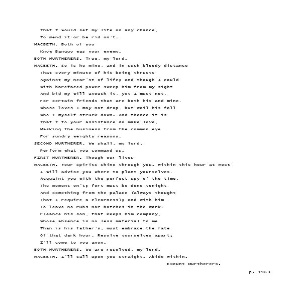 That I would set my life on any chance,
To mend it or be rid on't.
MACBETH. Both of you
Know Banquo was your enemy.
BOTH MURTHERERS. True, my lord.
MACBETH. So is he mine, and in such bloody distance
That every minute of his being thrusts
Against my near'st of life; and though I could
With barefaced power sweep him from my sight
And bid my will avouch it, yet I must not,
For certain friends that are both his and mine,
Whose loves I may not drop, but wail his fall
Who I myself struck down. And thence it is
That I to your assistance do make love,
Masking the business from the common eye
For sundry weighty reasons.
SECOND MURTHERER. We shall, my lord,
Perform what you command us.
FIRST MURTHERER. Though our lives-
MACBETH. Your spirits shine through you. Within this hour at most
I will advise you where to plant yourselves,
Acquaint you with the perfect spy o' the time,
The moment on't; for't must be done tonight
And something from the palace (always thought
That I require a clearness); and with him-
To leave no rubs nor botches in the work-
Fleance his son, that keeps him company,
Whose absence is no less material to me
Than is his father's, must embrace the fate
Of that dark hour. Resolve yourselves apart;
I'll come to you anon.
BOTH MURTHERERS. We are resolved, my lord.
MACBETH. I'll call upon you straight. Abide within.
Exeunt Murtherers.